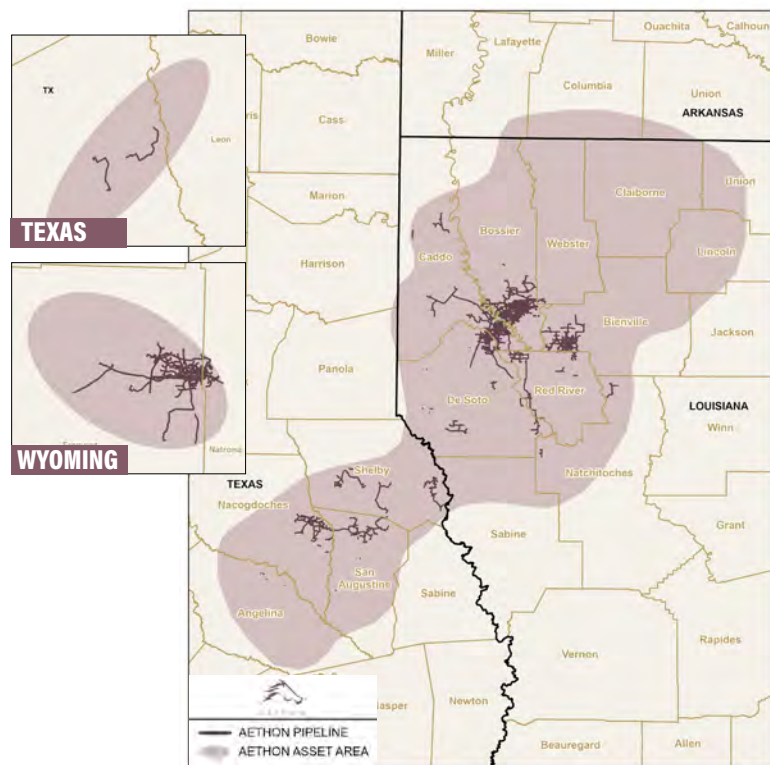 TX
Leon
TEXAS
Natrona
WYOMING
Bowie
Cass
Marion
Harrison
Panola
Miller
Lafayette
Ouachita
Calhoun
Columbia
Union
ARKANSAS
Claiborne
Union
Bossier
Webster
Caddo
Lincoln
Bienville
Jackson
De Soto
Red River
LOUISIANA
Winn
Shelby
Natchitoches
TEXAS
Nacogdoches
Grant
Sabine
San
Augustine
Sabine
Angelina
Rapides
Vernon
Newton
Beauregard
Allen
AETHON PIPELINE
AETHON ASSET AREA